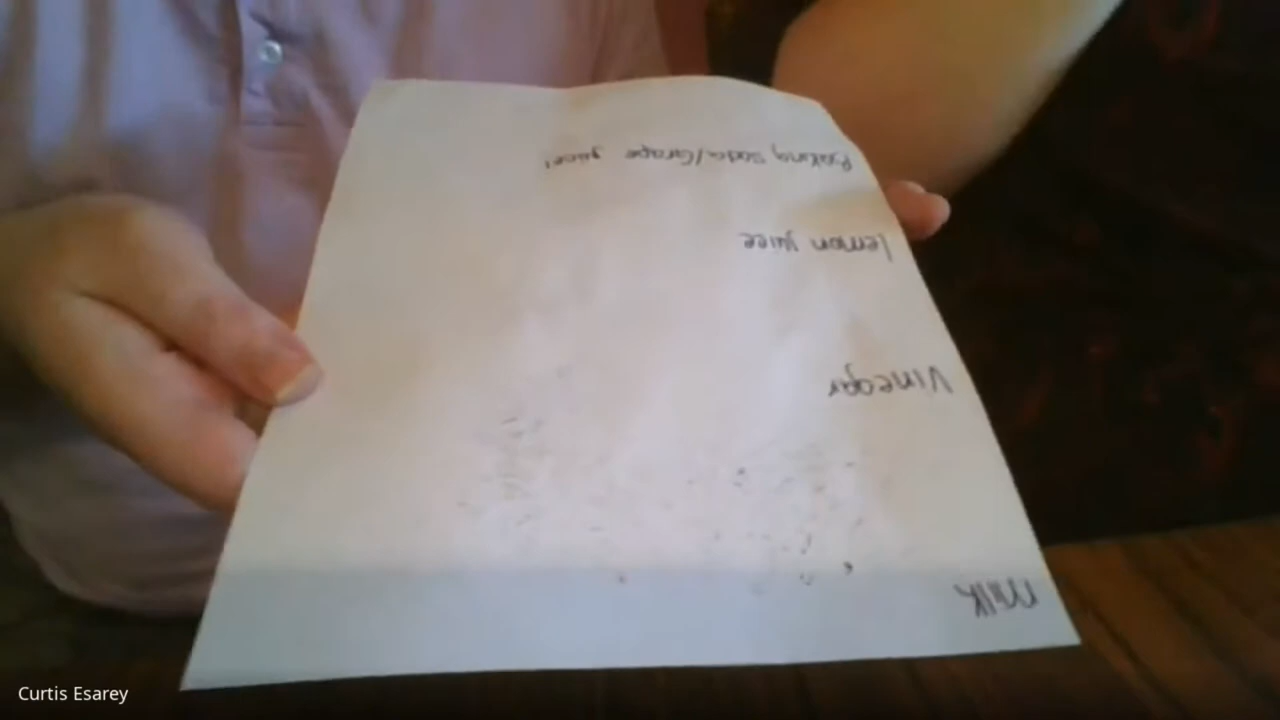 Milk
Vinegar
Lemon juice
Baking soda/Grape juice
Curtis Esarey